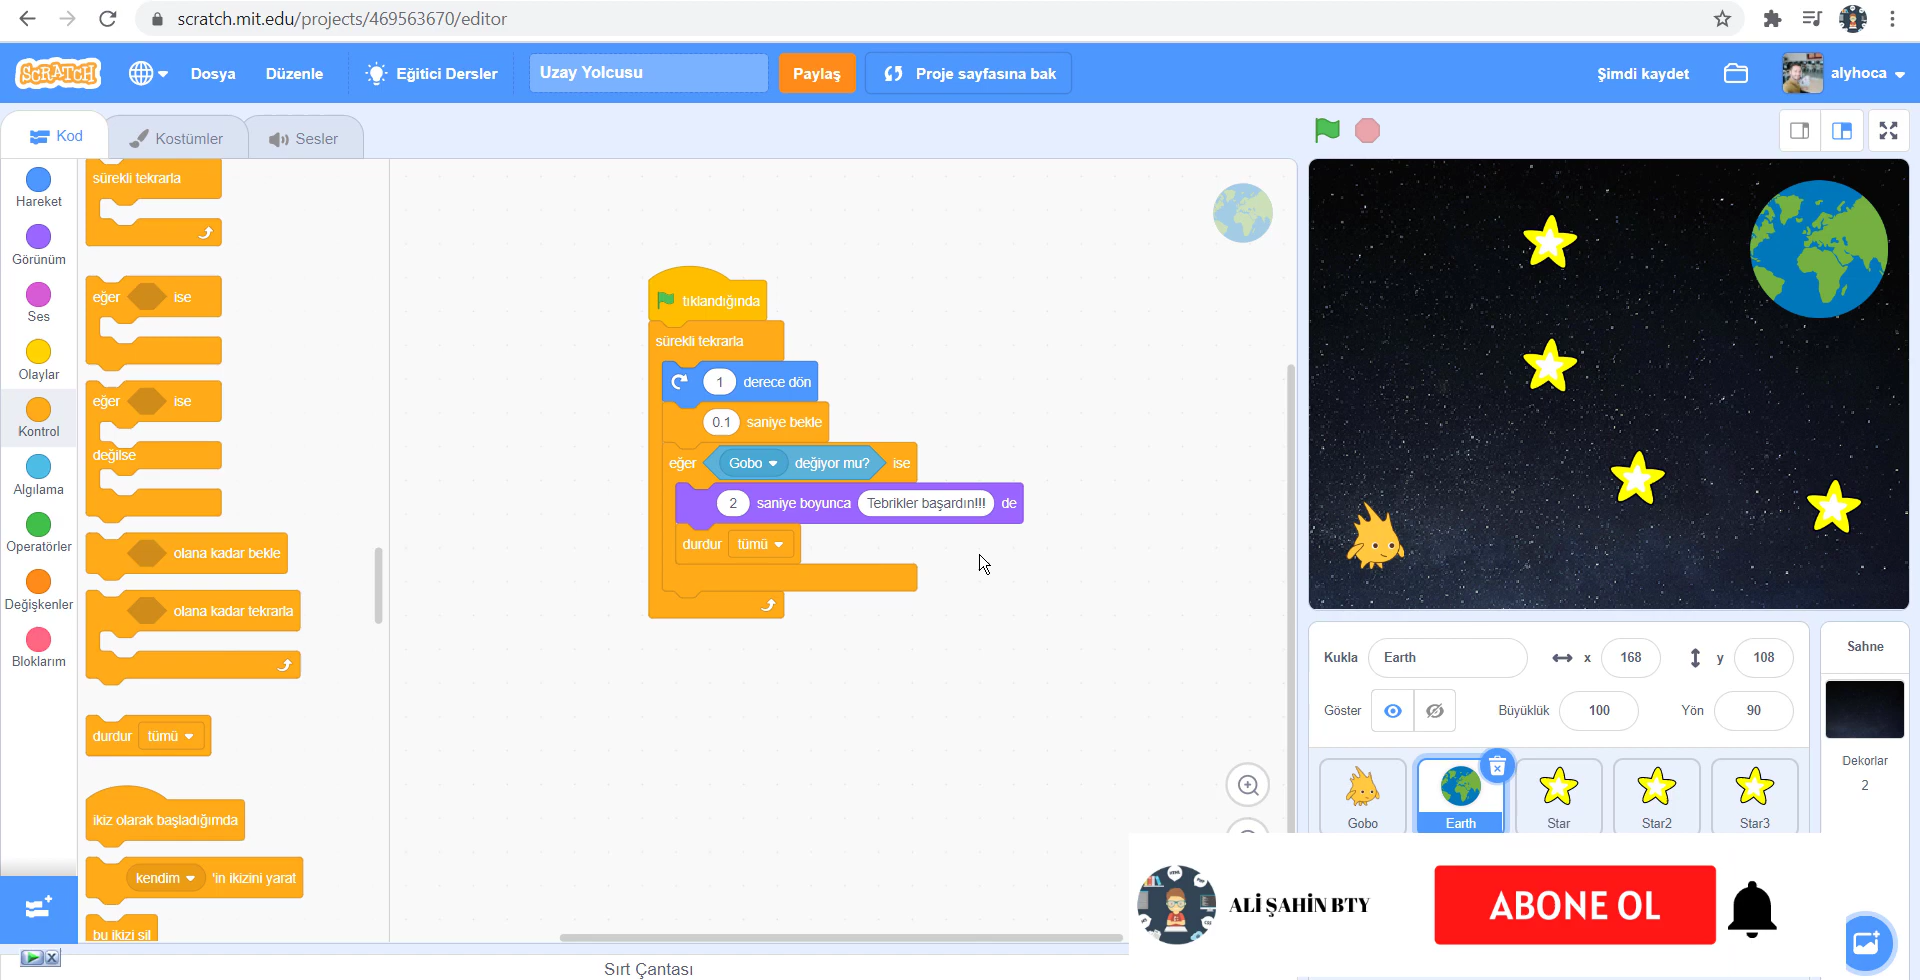 scratch.mit.edu/projects/469563670/editor
SCRATCH
Dosya
Düzenle
Eğitici Dersler
Uzay Yolcusu
Paylaş
Proje sayfasına bak
Şimdi kaydet
alyhoca
Kod
Kostümler
Sesler
Hareket
Görünüm
Ses
Olaylar
Kontrol
Algılama
Operatörler
Değişkenler
Bloklarım
sürekli tekrarla
eğer ise
eğer ise
değilse
olana kadar bekle
olana kadar tekrarla
durdur tümü
ikiz olarak başladığımda
kendim 'in ikizini yarat
bu ikizi sil
tıklandığında
sürekli tekrarla
1 derece dön
0.1 saniye bekle
eğer Gobo değiyor mu? ise
2 saniye boyunca Tebrikler başardın!!! de
durdur tümü
Sırt Çantası
Kukla Earth x 168 y 108
Göster Büyüklük 100 Yön 90
Gobo
Earth
Star
Star2
Star3
Sahne
Dekorlar
2
ALİ ŞAHİN BTY
ABONE OL